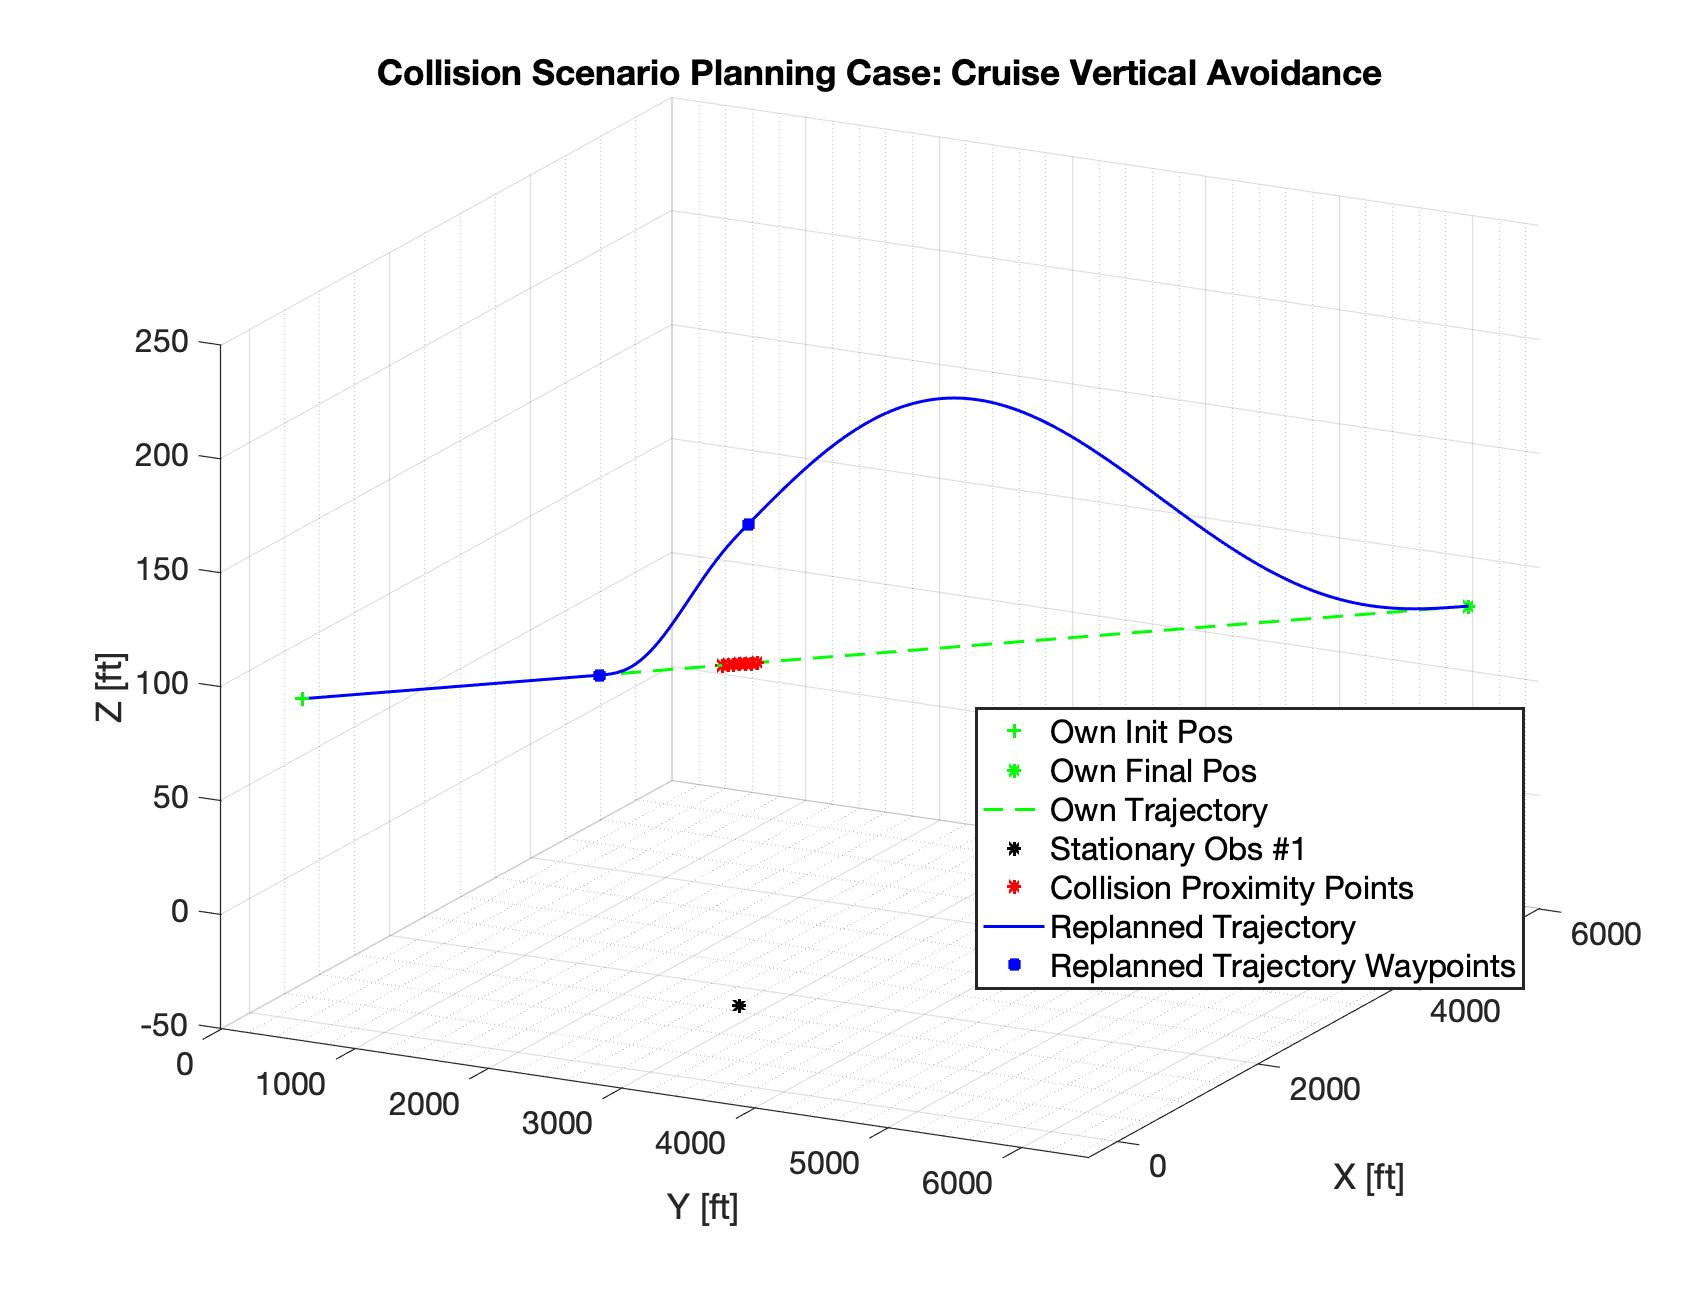 Collision Scenario Planning Case: Cruise Vertical Avoidance
250
200
150
100
50
0
-50
Z [ft]
0
1000
2000
3000
4000
5000
6000
Y [ft]
0
2000
4000
6000
X [ft]
Own Init Pos
Own Final Pos
Own Trajectory
Stationary Obs #1
Collision Proximity Points
Replanned Trajectory
Replanned Trajectory Waypoints